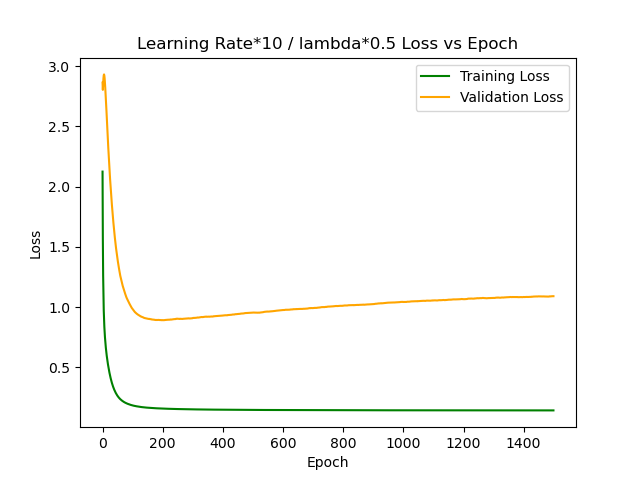 Learning Rate*10 / lambda*0.5 Loss vs Epoch
Training Loss
Validation Loss
3.0
2.5
2.0
1.5
1.0
0.5
Loss
0 200 400 600 800 1000 1200 1400
Epoch